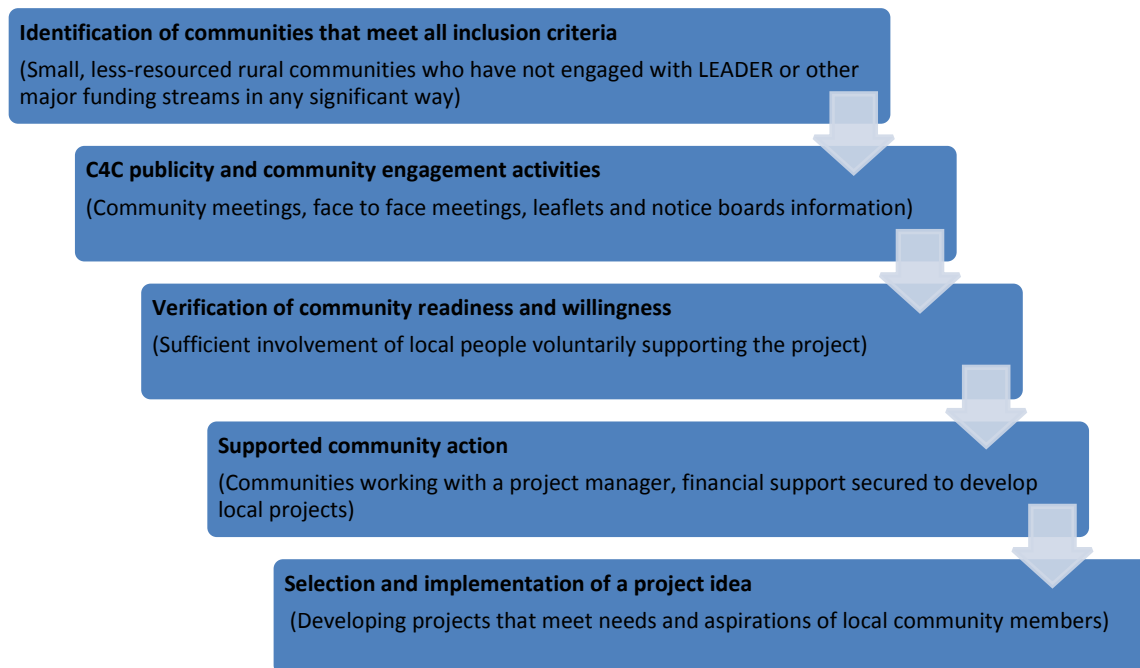 Identification of communities that meet all inclusion criteria
(Small, less-resourced rural communities who have not engaged with LEADER or other
major funding streams in any significant way)
C4C publicity and community engagement activities
(Community meetings, face to face meetings, leaflets and notice boards information)
Verification of community readiness and willingness
(Sufficient involvement of local people voluntarily supporting the project)
Supported community action
(Communities working with a project manager, financial support secured to develop
local projects)
Selection and implementation of a project idea
(Developing projects that meet needs and aspirations of local community members)